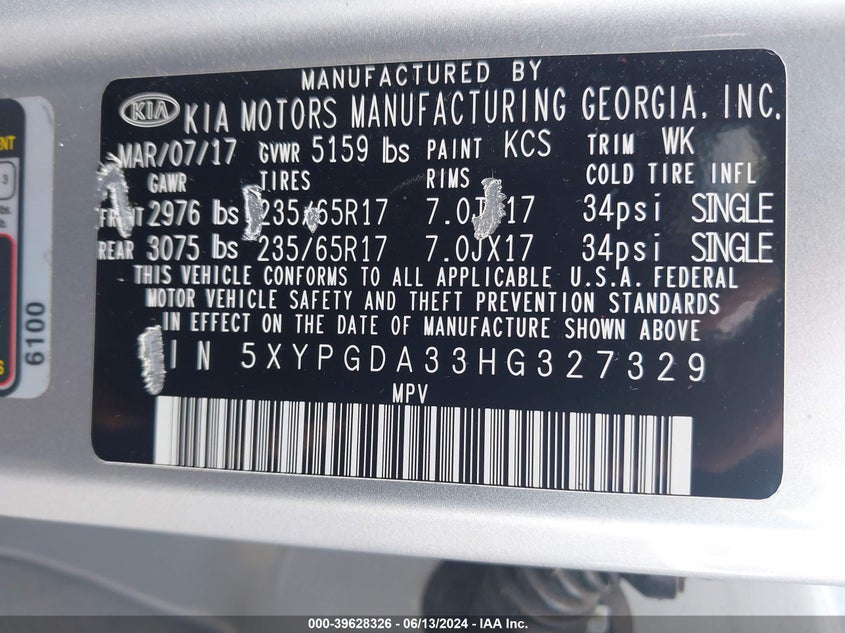 MANUFACTURED BY
KIA KIA MOTORS MANUFACTURING GEORGIA, INC.
MAR/07/17 GVWR 5159 lbs PAINT KCS TRIM WK
GAWR TIRES RIMS COLD TIRE INFL
FRONT 2976 lbs 235/65R17 7.0J 17 34psi SINGLE
REAR 3075 lbs 235/65R17 7.0JX17 34psi SINGLE
THIS VEHICLE CONFORMS TO ALL APPLICABLE U.S.A. FEDERAL
MOTOR VEHICLE SAFETY AND THEFT PREVENTION STANDARDS
IN EFFECT ON THE DATE OF MANUFACTURE SHOWN ABOVE
IN 5XYPGDA33HG327329
MPV
6100
000-39628326 - 06/13/2024 - IAA Inc.